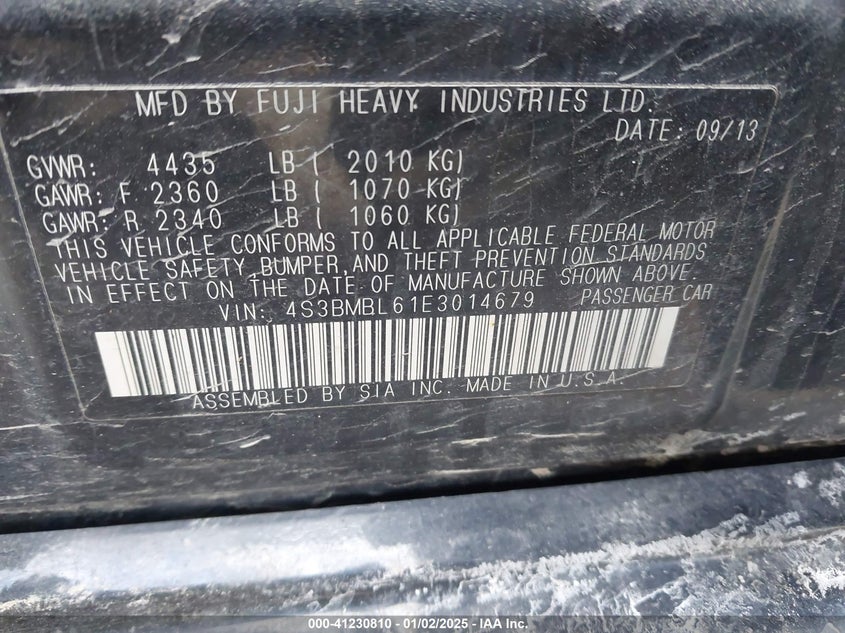 MFD BY FUJI HEAVY INDUSTRIES LTD.
DATE: 09/13
GVWR: 4435 LB ( 2010 KG)
GAWR: F 2360 LB ( 1070 KG)
GAWR: R 2340 LB ( 1060 KG)
THIS VEHICLE CONFORMS TO ALL APPLICABLE FEDERAL MOTOR
VEHICLE SAFETY, BUMPER, AND THEFT PREVENTION STANDARDS
IN EFFECT ON THE DATE OF MANUFACTURE SHOWN ABOVE
VIN: 4S3BMBL61E3014679 PASSENGER CAR
ASSEMBLED BY SIA INC. MADE IN U.S.A.
000-41230810 - 01/02/2025 - IAA Inc.